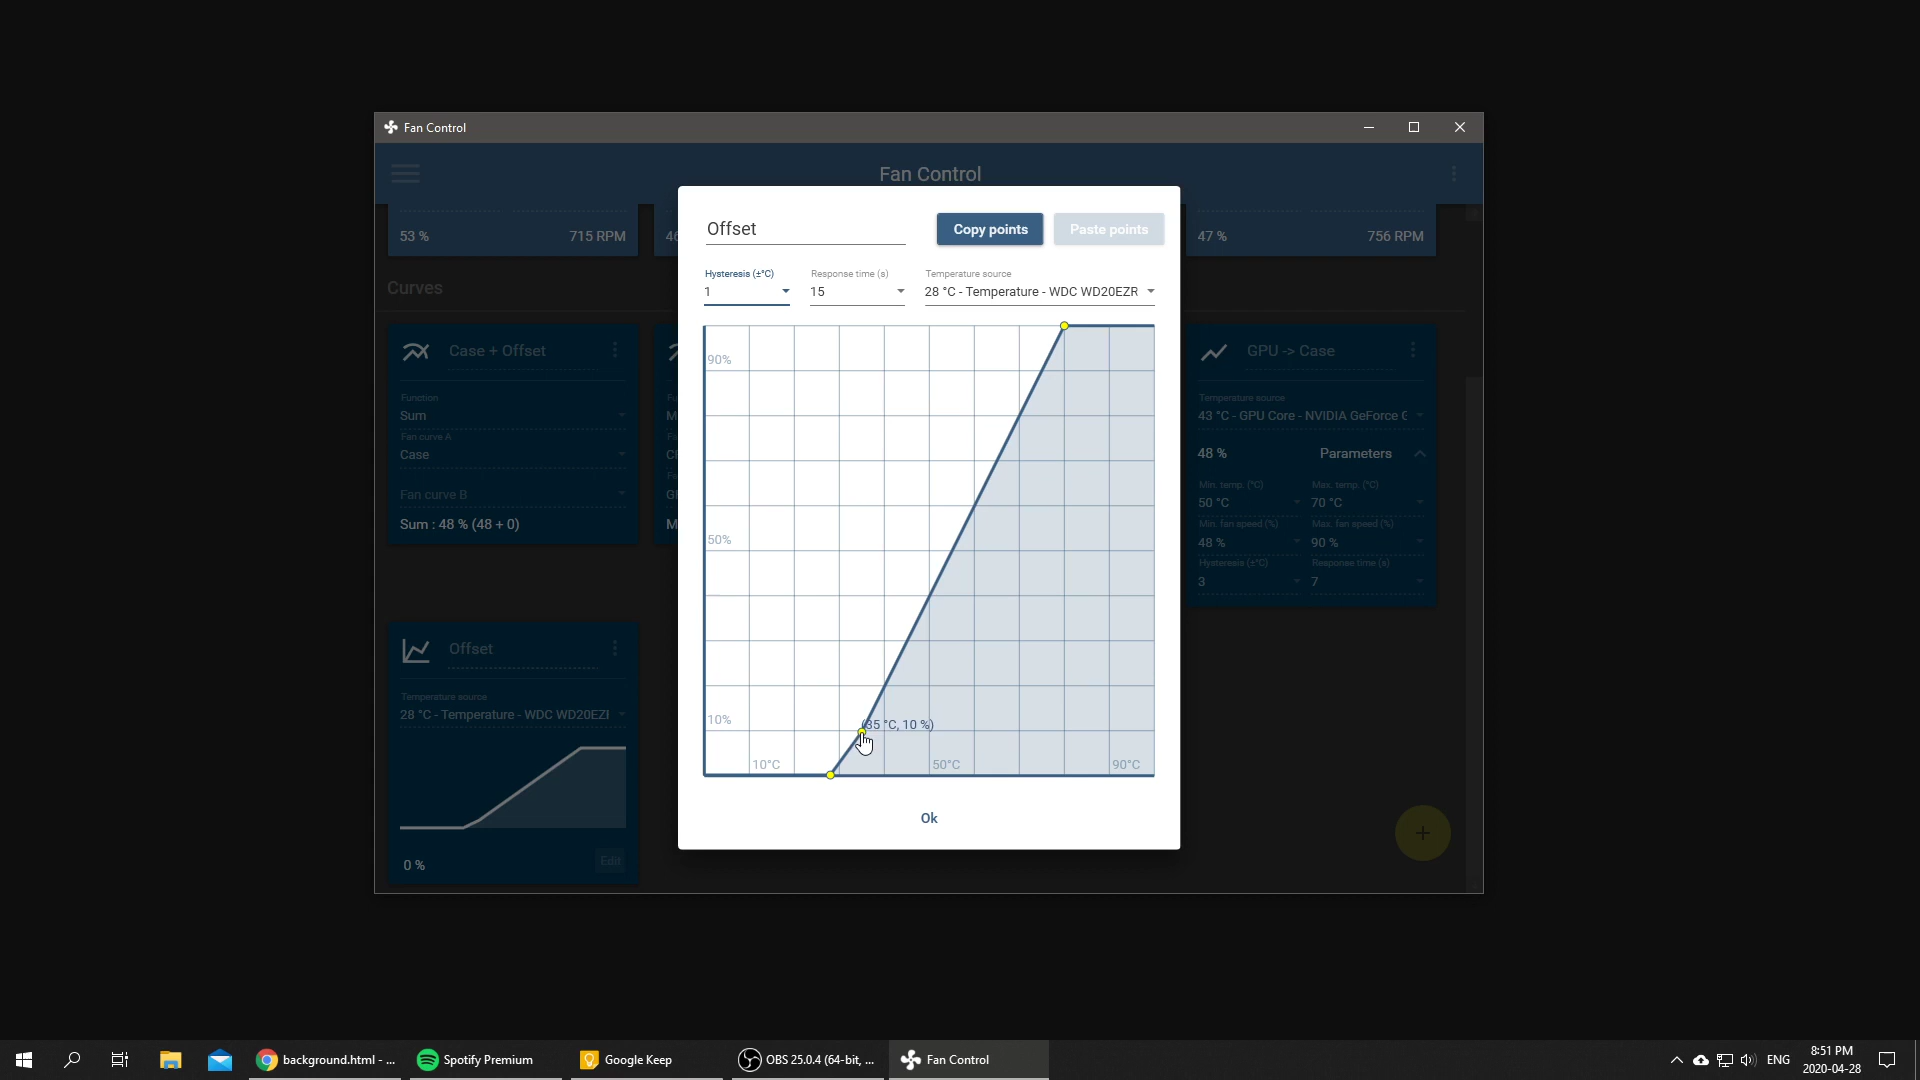 Fan Control
Fan Control
53 %
715 RPM
46
47 %
756 RPM
Curves
Case + Offset
Function
Sum
Fan curve A
Case
Fan curve B
Sum : 48 % (48 + 0)
GPU -> Case
Temperature source
43 °C - GPU Core - NVIDIA GeForce G
48 %
Parameters
Min. temp. (°C)
Max. temp. (°C)
50 °C
70 °C
Min. fan speed (%)
Max. fan speed (%)
48 %
90 %
Hysteresis (±°C)
Response time (s)
3
7
Offset
Temperature source
28 °C - Temperature - WDC WD20EZI
0 %
Edit
Offset
Copy points
Paste points
Hysteresis (±°C)
Response time (s)
Temperature source
1
15
28 °C - Temperature - WDC WD20EZR
90%
50%
10%
(35 °C, 10 %)
10°C
50°C
90°C
Ok
background.html - ...
Spotify Premium
Google Keep
OBS 25.0.4 (64-bit, ...
Fan Control
ENG
8:51 PM
2020-04-28